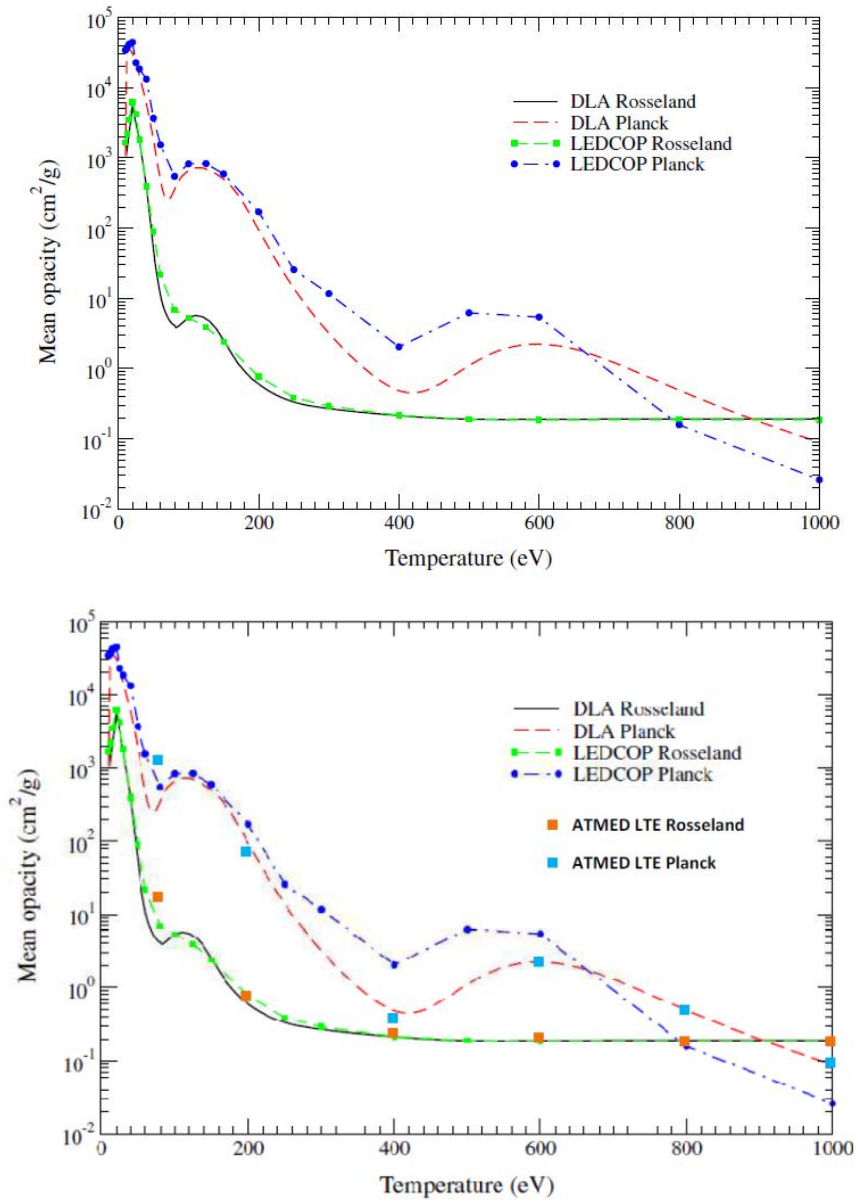 10^5
10^4
10^3
10^2
10^1
10^0
10^-1
10^-2
Mean opacity (cm^2/g)
DLA Rosseland
DLA Planck
LEDCOP Rosseland
LEDCOP Planck
0 200 400 600 800 1000
Temperature (eV)
10^5
10^4
10^3
10^2
10^1
10^0
10^-1
10^-2
Mean opacity (cm^2/g)
DLA Rosseland
DLA Planck
LEDCOP Rosseland
LEDCOP Planck
ATMED LTE Rosseland
ATMED LTE Planck
0 200 400 600 800 1000
Temperature (eV)